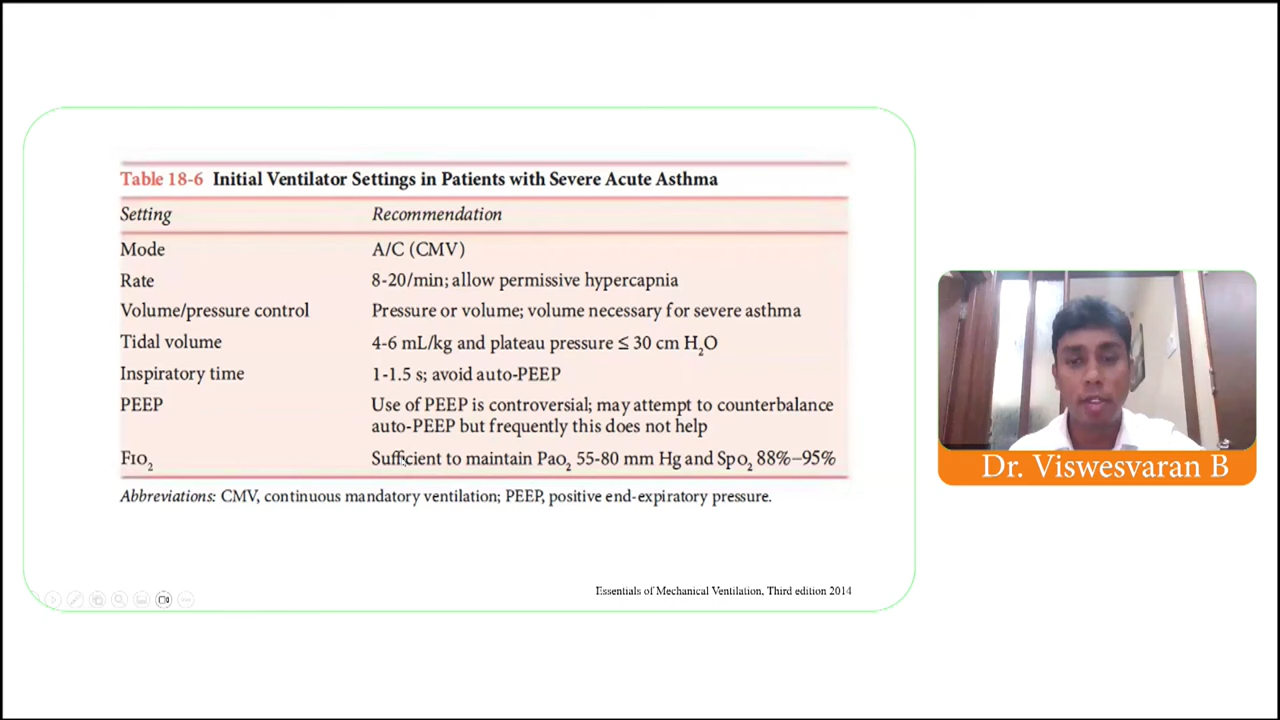 Table 18-6 Initial Ventilator Settings in Patients with Severe Acute Asthma
Setting Recommendation
Mode A/C (CMV)
Rate 8-20/min; allow permissive hypercapnia
Volume/pressure control Pressure or volume; volume necessary for severe asthma
Tidal volume 4-6 mL/kg and plateau pressure ≤ 30 cm H₂O
Inspiratory time 1-1.5 s; avoid auto-PEEP
PEEP Use of PEEP is controversial; may attempt to counterbalance
auto-PEEP but frequently this does not help
FIO₂ Sufficient to maintain PaO₂ 55-80 mm Hg and SpO₂ 88%–95%
Abbreviations: CMV, continuous mandatory ventilation; PEEP, positive end-expiratory pressure.
Essentials of Mechanical Ventilation, Third edition 2014
Dr. Viswesvaran B